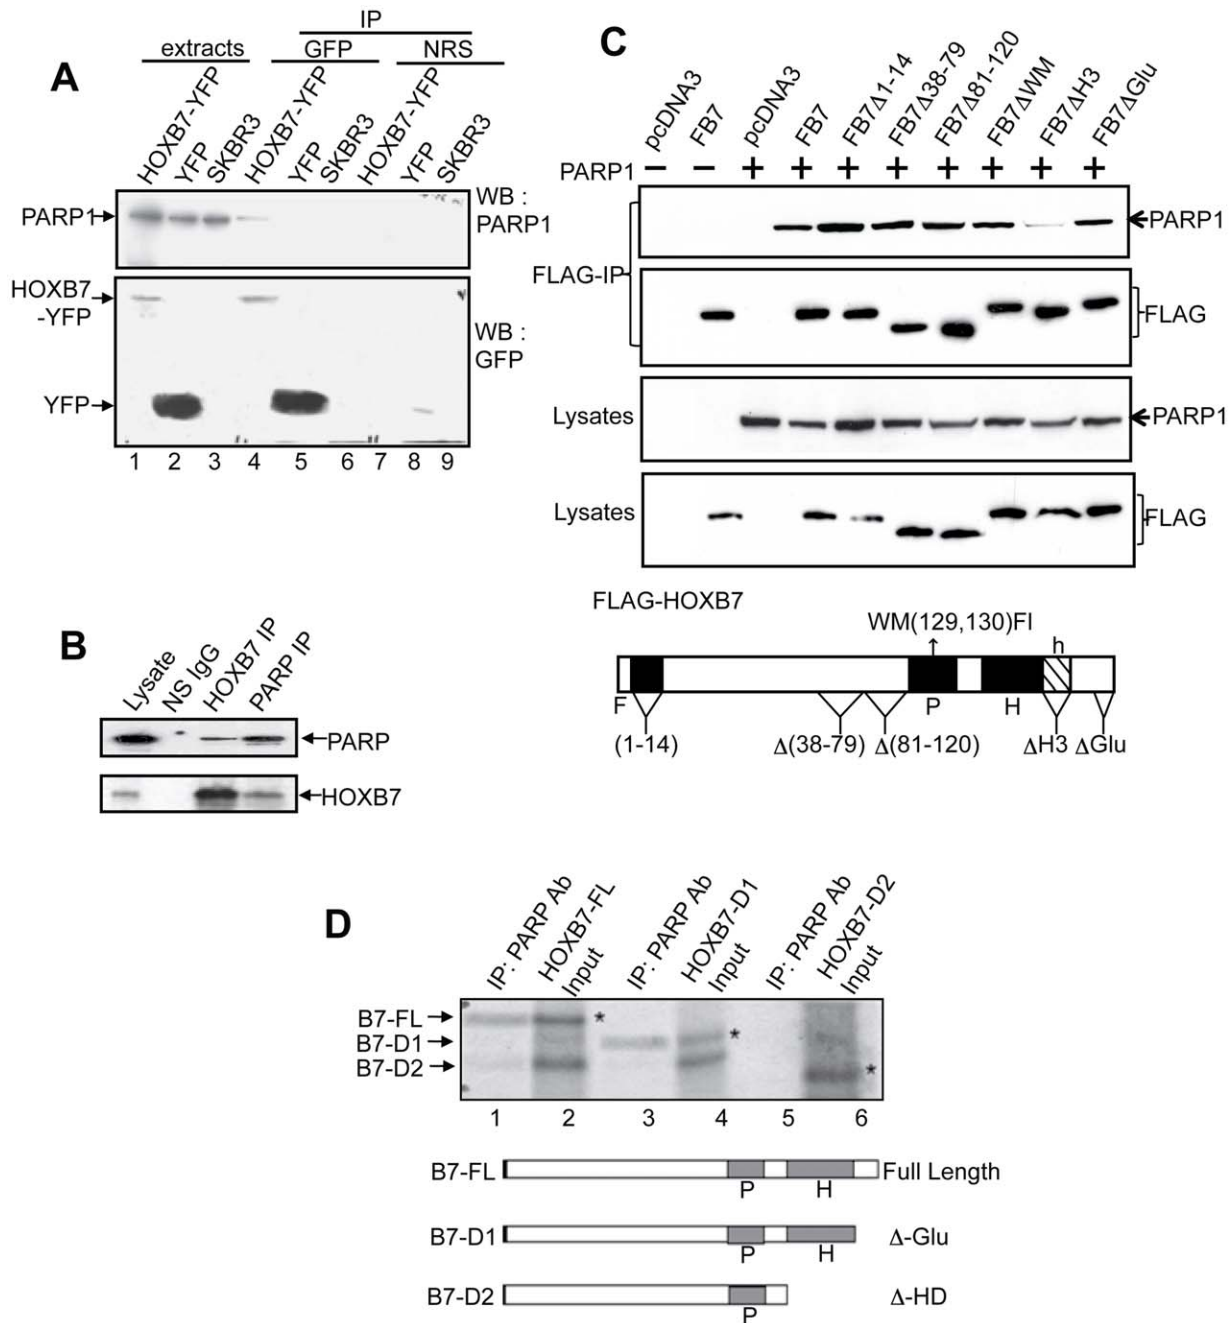 A
IP
extracts
GFP
NRS
HOXB7-YFP
YFP
SKBR3
HOXB7-YFP
YFP
SKBR3
HOXB7-YFP
YFP
SKBR3
PARP1
WB :
PARP1
HOXB7
-YFP
WB :
GFP
YFP
1 2 3 4 5 6 7 8 9
B
Lysate
NS IgG
HOXB7 IP
PARP IP
PARP
HOXB7
C
pcDNA3
FB7
pcDNA3
FB7
FB7Δ1-14
FB7Δ38-79
FB7Δ81-120
FB7ΔWM
FB7ΔH3
FB7ΔGlu
PARP1 − − + + + + + + + +
PARP1
FLAG-IP
FLAG
Lysates
PARP1
Lysates
FLAG
FLAG-HOXB7
WM(129,130)FI
h
F P H
(1-14) Δ(38-79) Δ(81-120) ΔH3 ΔGlu
D
IP: PARP Ab
HOXB7-FL
Input
IP: PARP Ab
HOXB7-D1
Input
IP: PARP Ab
HOXB7-D2
Input
B7-FL *
B7-D1 *
B7-D2 *
1 2 3 4 5 6
B7-FL Full Length
P H
B7-D1 Δ-Glu
P H
B7-D2 Δ-HD
P